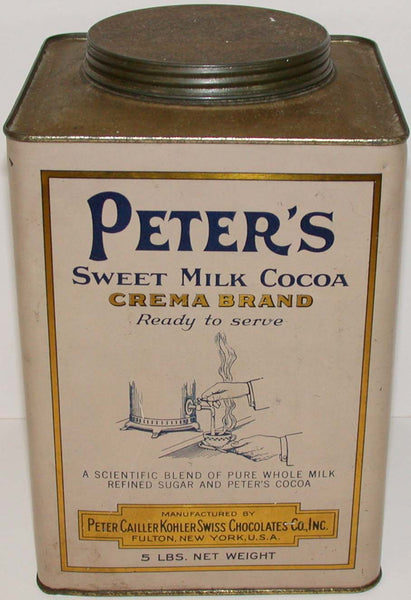 PETER'S
SWEET MILK COCOA
CREMA BRAND
Ready to serve
A SCIENTIFIC BLEND OF PURE WHOLE MILK
REFINED SUGAR AND PETER'S COCOA
MANUFACTURED BY
PETER CAILLER KOHLER SWISS CHOCOLATES CO., INC.
FULTON, NEW YORK, U.S.A.
5 LBS. NET WEIGHT